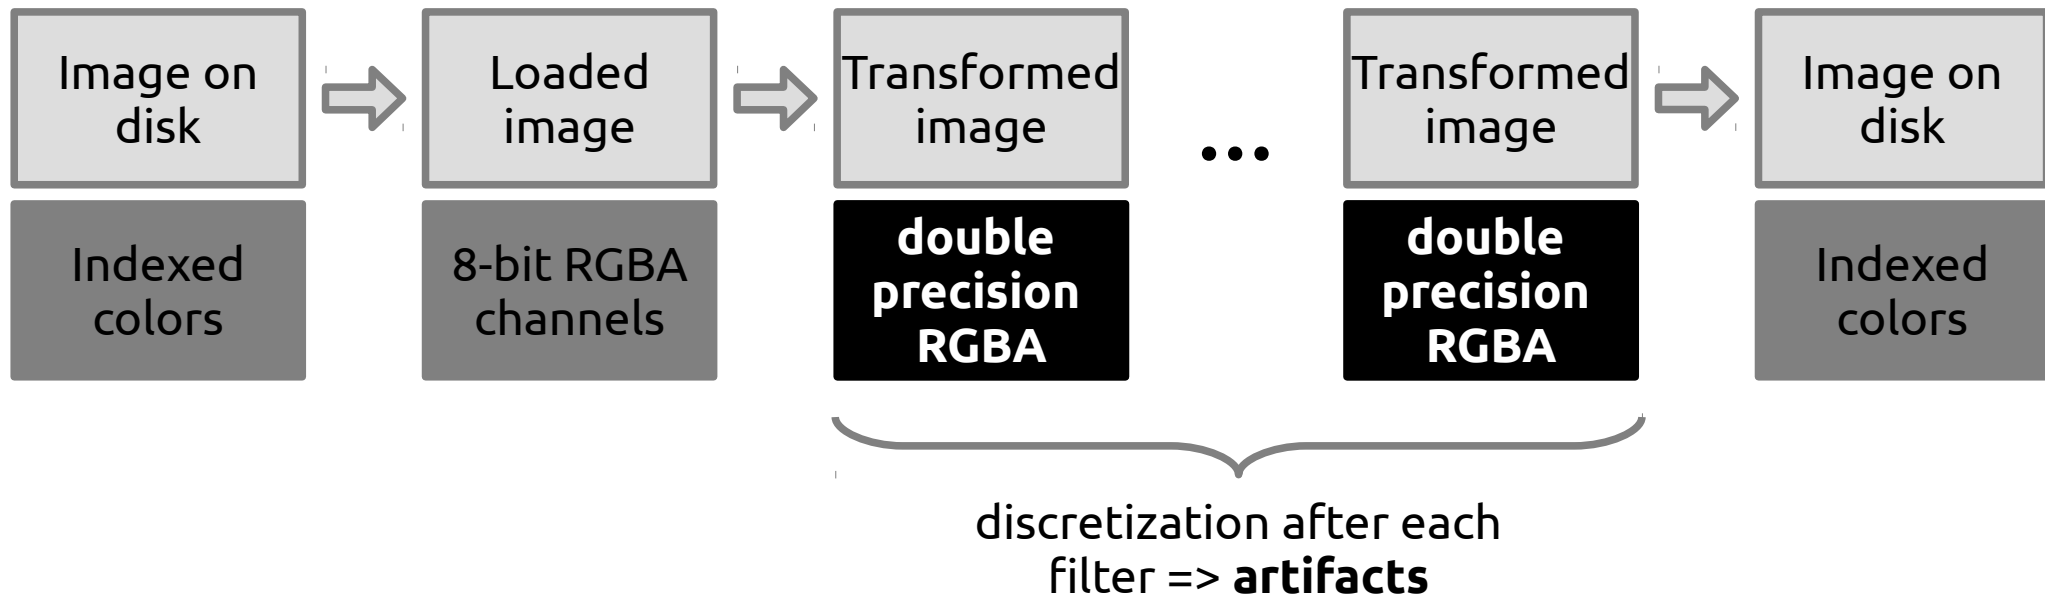 Image on
disk
Loaded
image
Transformed
image
...
Transformed
image
Image on
disk
Indexed
colors
8-bit RGBA
channels
double
precision
RGBA
double
precision
RGBA
Indexed
colors
discretization after each
filter => artifacts